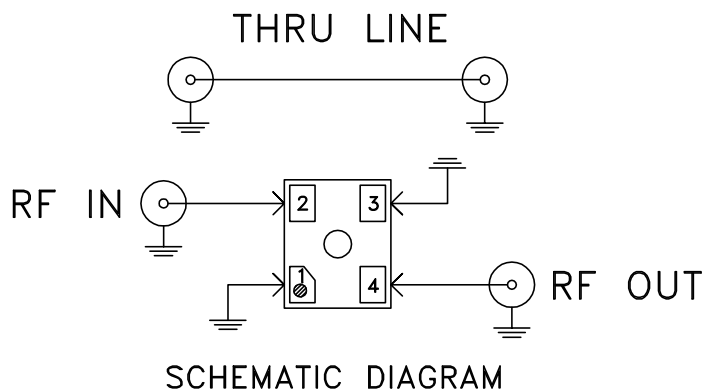 THRU LINE
RF IN
2
3
1
4
RF OUT
SCHEMATIC DIAGRAM